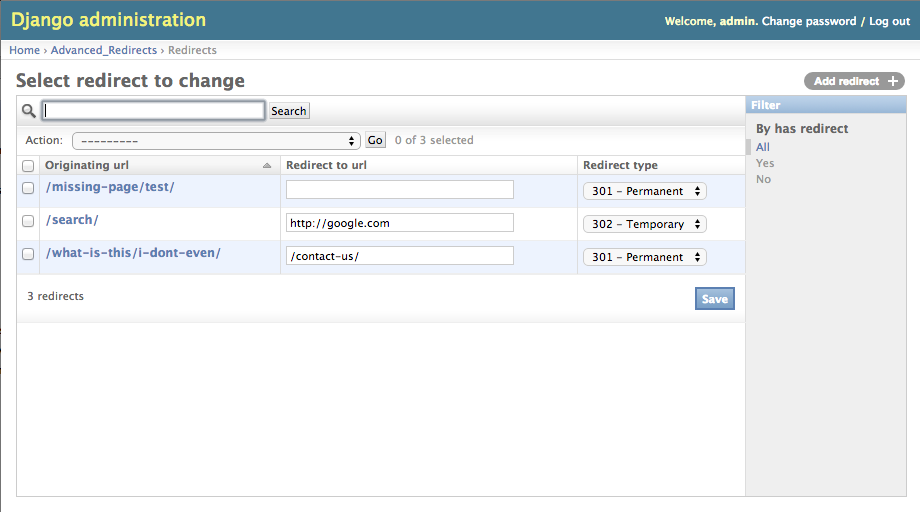 Django administration
Welcome, admin. Change password / Log out
Home › Advanced_Redirects › Redirects
Select redirect to change
Add redirect +
Search
Filter
Action: --------- Go 0 of 3 selected
By has redirect
All
Yes
No
Originating url Redirect to url Redirect type
/missing-page/test/ 301 - Permanent
/search/ http://google.com 302 - Temporary
/what-is-this/i-dont-even/ /contact-us/ 301 - Permanent
3 redirects
Save